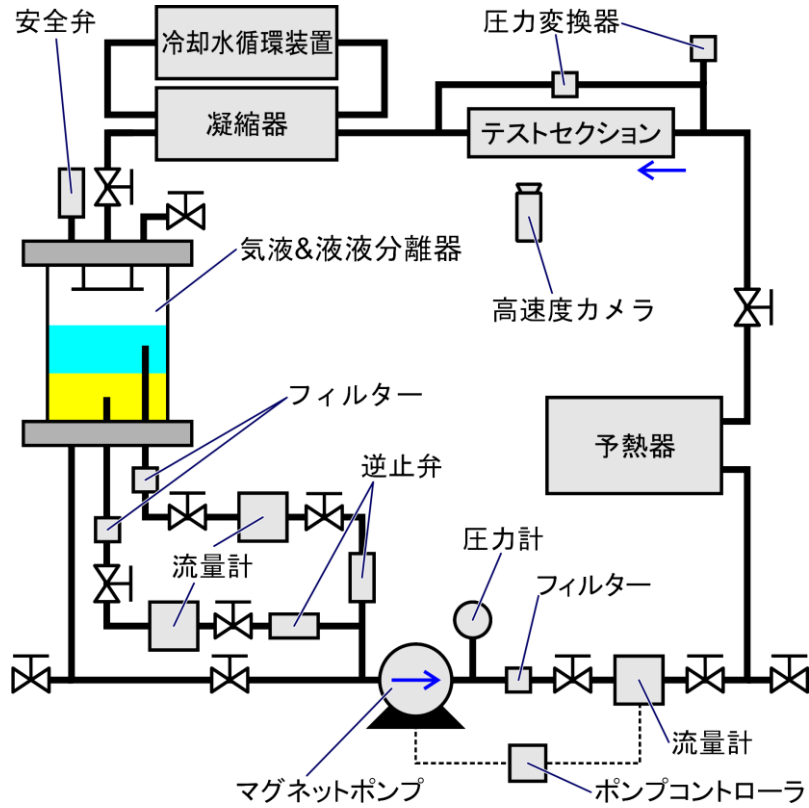 安全弁
冷却水循環装置
圧力変換器
凝縮器
テストセクション
気液&液液分離器
高速度カメラ
フィルター
予熱器
逆止弁
圧力計
流量計
フィルター
流量計
マグネットポンプ
ポンプコントローラ